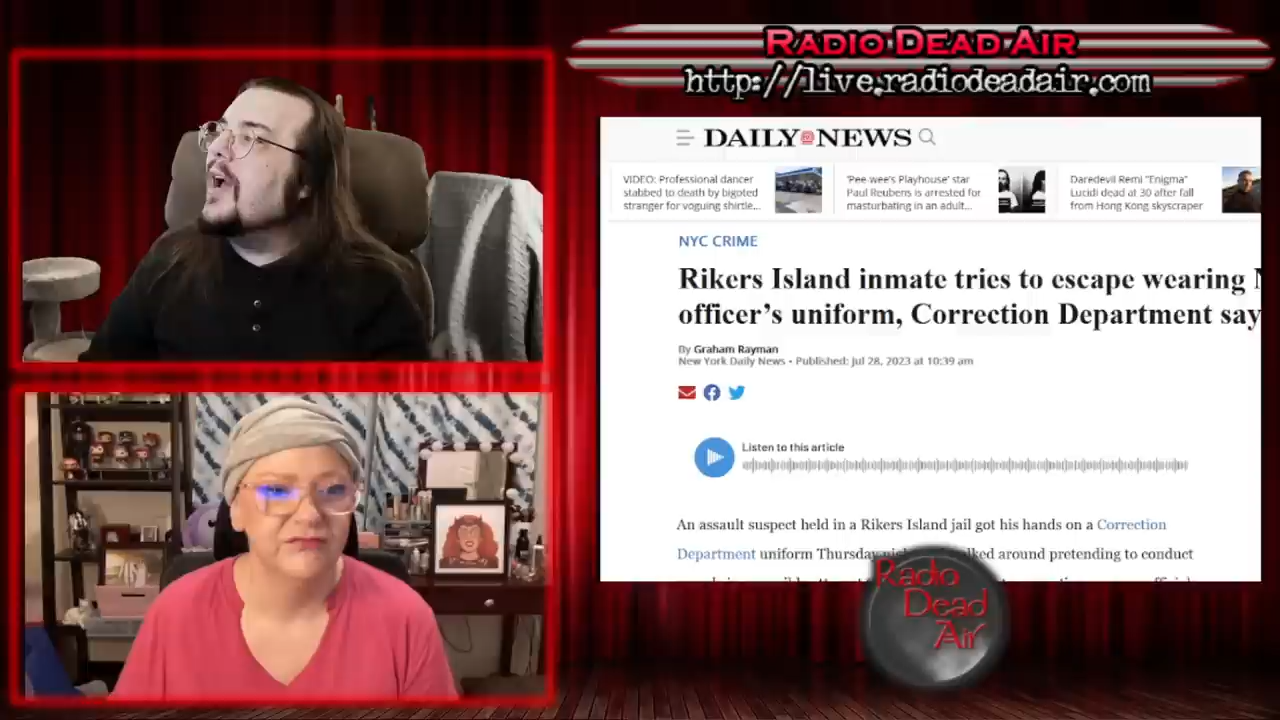 RADIO DEAD AIR
http://live.radiodeadair.com
DAILY NEWS
VIDEO: Professional dancer
stabbed to death by bigoted
stranger for voguing shirtle...
'Pee-wee's Playhouse' star
Paul Reubens is arrested for
masturbating in an adult...
Daredevil Remi "Enigma"
Lucidi dead at 30 after fall
from Hong Kong skyscraper
NYC CRIME
Rikers Island inmate tries to escape wearing
officer's uniform, Correction Department say
By Graham Rayman
New York Daily News • Published: Jul 28, 2023 at 10:39 am
Listen to this article
An assault suspect held in a Rikers Island jail got his hands on a Correction
Department uniform Thursday around pretending to conduct
Radio
Dead
Air